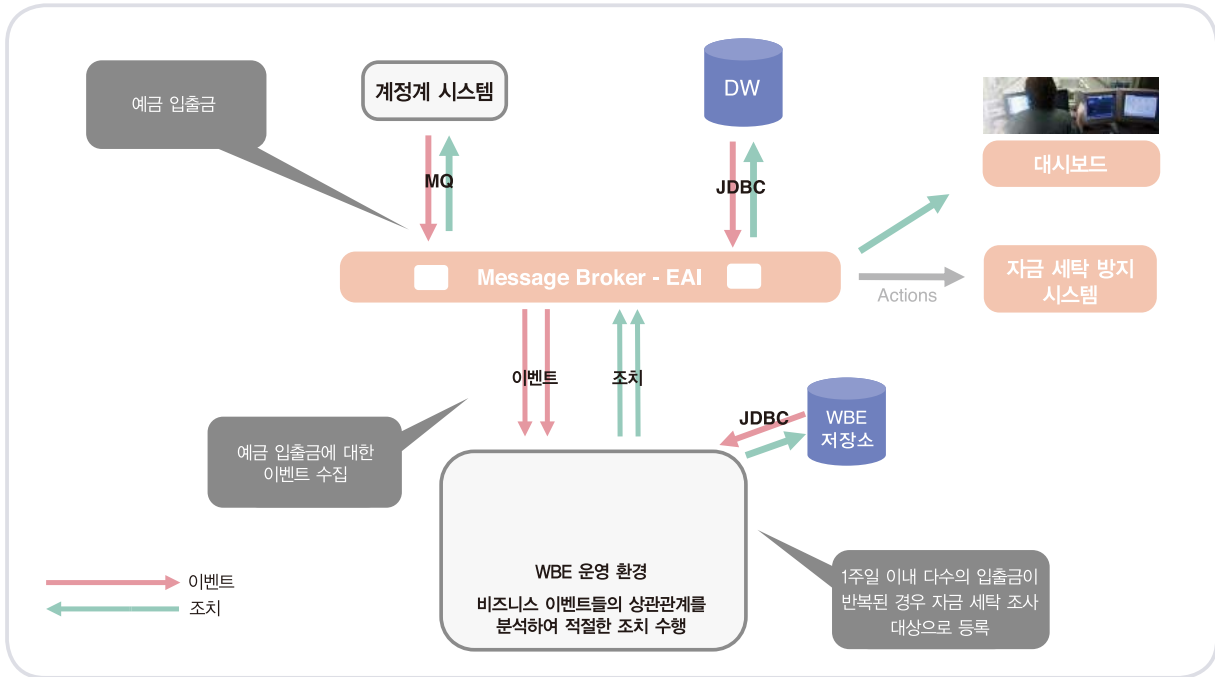 예금 입출금
계정계 시스템
DW
대시보드
MQ
JDBC
Message Broker - EAI
Actions
자금 세탁 방지
시스템
이벤트
조치
JDBC
WBE
저장소
예금 입출금에 대한
이벤트 수집
WBE 운영 환경
비즈니스 이벤트들의 상관관계를
분석하여 적절한 조치 수행
1주일 이내 다수의 입출금이
반복된 경우 자금 세탁 조사
대상으로 등록
이벤트
조치